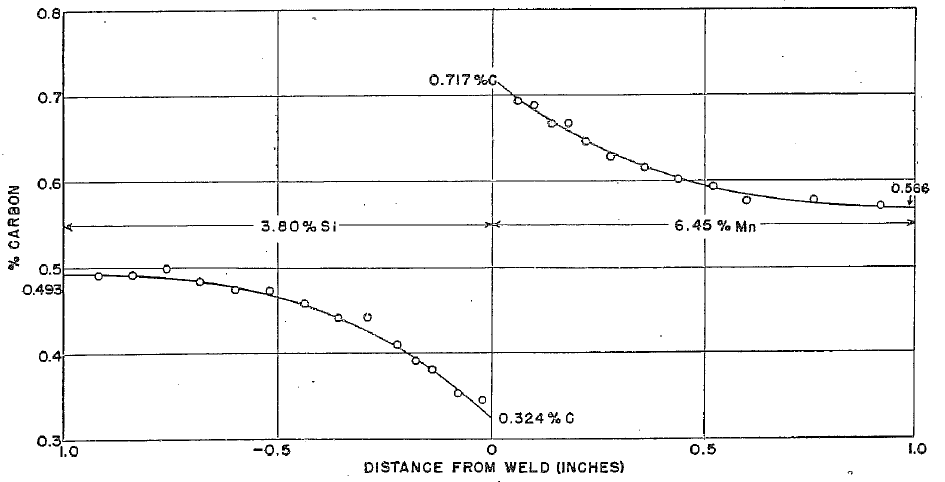 0.8
0.717 %C
0.7
0.6
0.566
3.80 % Si
6.45 % Mn
% CARBON
0.5
0.493
0.4
0.324 % C
0.3
1.0
-0.5
0
0.5
1.0
DISTANCE FROM WELD (INCHES)